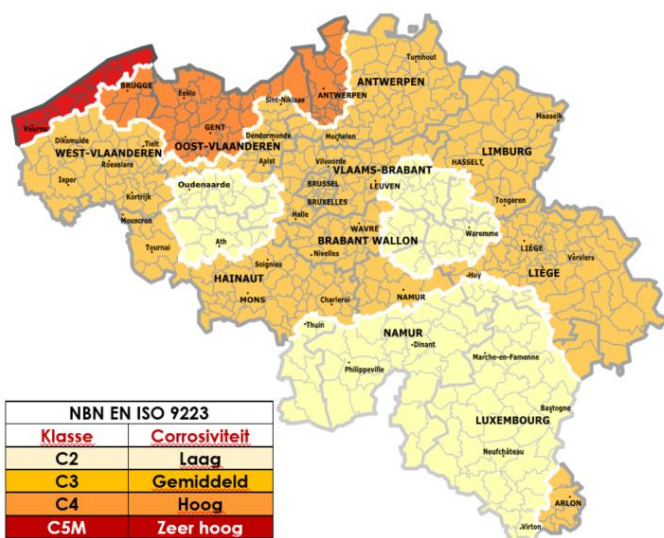 Turnhout
ANTWERPEN
BRUGGE
Eeklo
Sint-Niklaas
ANTWERPEN
Maaseik
Veurne
GENT
Diksmuide
Tielt
OOST-VLAANDEREN
Dendermonde
Mechelen
WEST-VLAANDEREN
LIMBURG
Roeselare
Aalst
Vilvoorde
VLAAMS-BRABANT
HASSELT
Ieper
Oudenaarde
BRUSSEL
LEUVEN
Kortrijk
BRUXELLES
Tongeren
Mouscron
Halle
WAVRE
Waremme
Ath
BRABANT WALLON
Tournai
Nivelles
LIÈGE
Verviers
Soignies
HAINAUT
Huy
LIÈGE
MONS
Charleroi
NAMUR
Thuin
NAMUR
Dinant
Marche-en-Famenne
Philippeville
Bastogne
LUXEMBOURG
Neufchâteau
ARLON
Virton
NBN EN ISO 9223
Klasse Corrosiviteit
C2 Laag
C3 Gemiddeld
C4 Hoog
C5M Zeer hoog